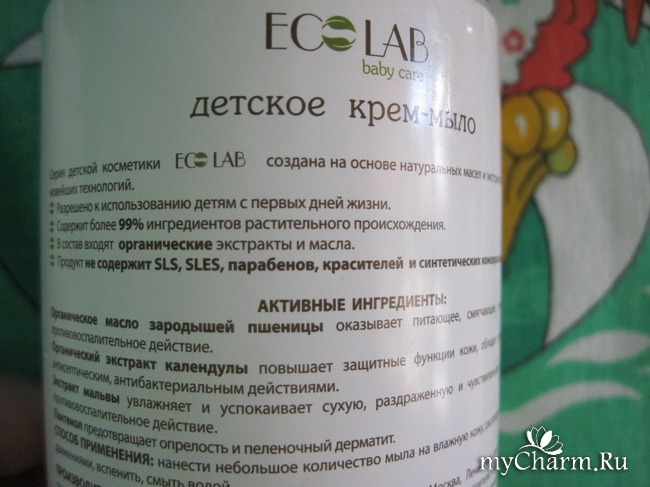 ECOLAB
baby care
детское крем-мыло
Серия детской косметики ECOLAB создана на основе натуральных масел и
новейших технологий.
Разрешено к использованию детям с первых дней жизни.
Содержит более 99% ингредиентов растительного происхождения.
В состав входят органические экстракты и масла.
Продукт не содержит SLS, SLES, парабенов, красителей и синтетических
АКТИВНЫЕ ИНГРЕДИЕНТЫ:
Органическое масло зародышей пшеницы оказывает питающее, смягчающее,
противовоспалительное действие.
Органический экстракт календулы повышает защитные функции кожи,
антисептическим, антибактериальным действиями.
Экстракт мальвы увлажняет и успокаивает сухую, раздраженную и
противовоспалительное действие.
Пантенол предотвращает опрелость и пеленочный дерматит.
СПОСОБ ПРИМЕНЕНИЯ: нанести небольшое количество мыла на влажную кожу,
движениями, вспенить, смыть водой.
Москва,
myCharm.Ru